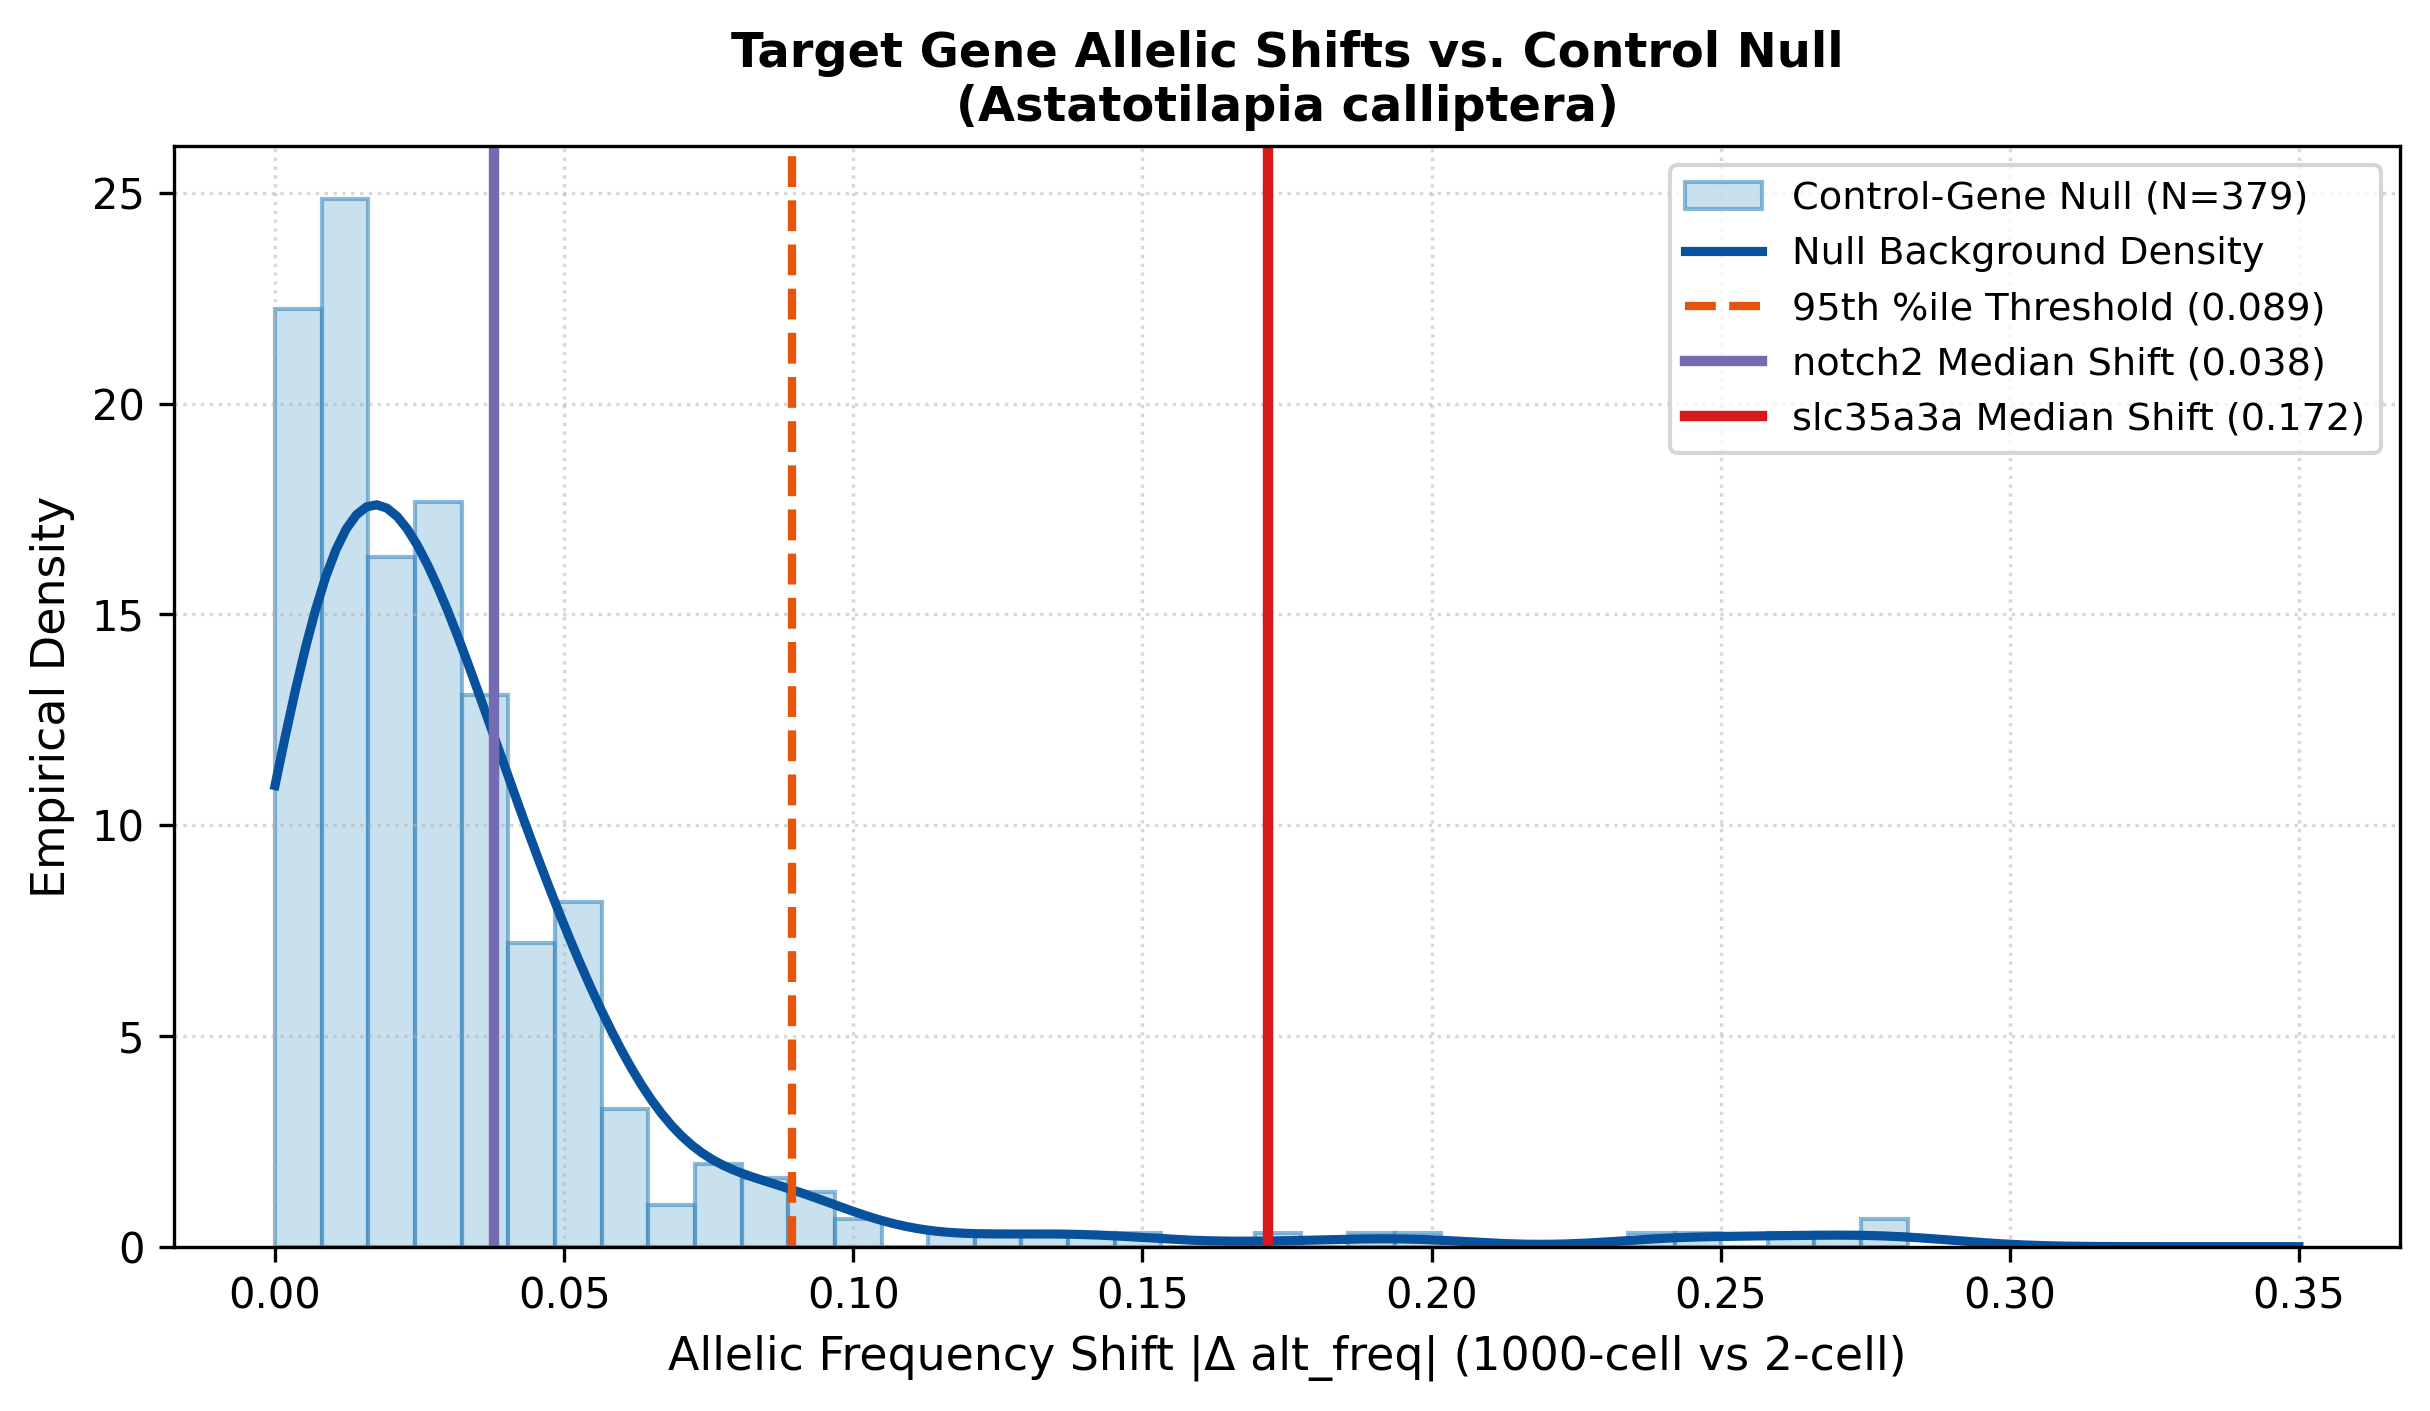 Target Gene Allelic Shifts vs. Control Null
(Astatotilapia calliptera)
Control-Gene Null (N=379)
Null Background Density
95th %ile Threshold (0.089)
notch2 Median Shift (0.038)
slc35a3a Median Shift (0.172)
Empirical Density
25
20
15
10
5
0
0.00 0.05 0.10 0.15 0.20 0.25 0.30 0.35
Allelic Frequency Shift |Δ alt_freq| (1000-cell vs 2-cell)